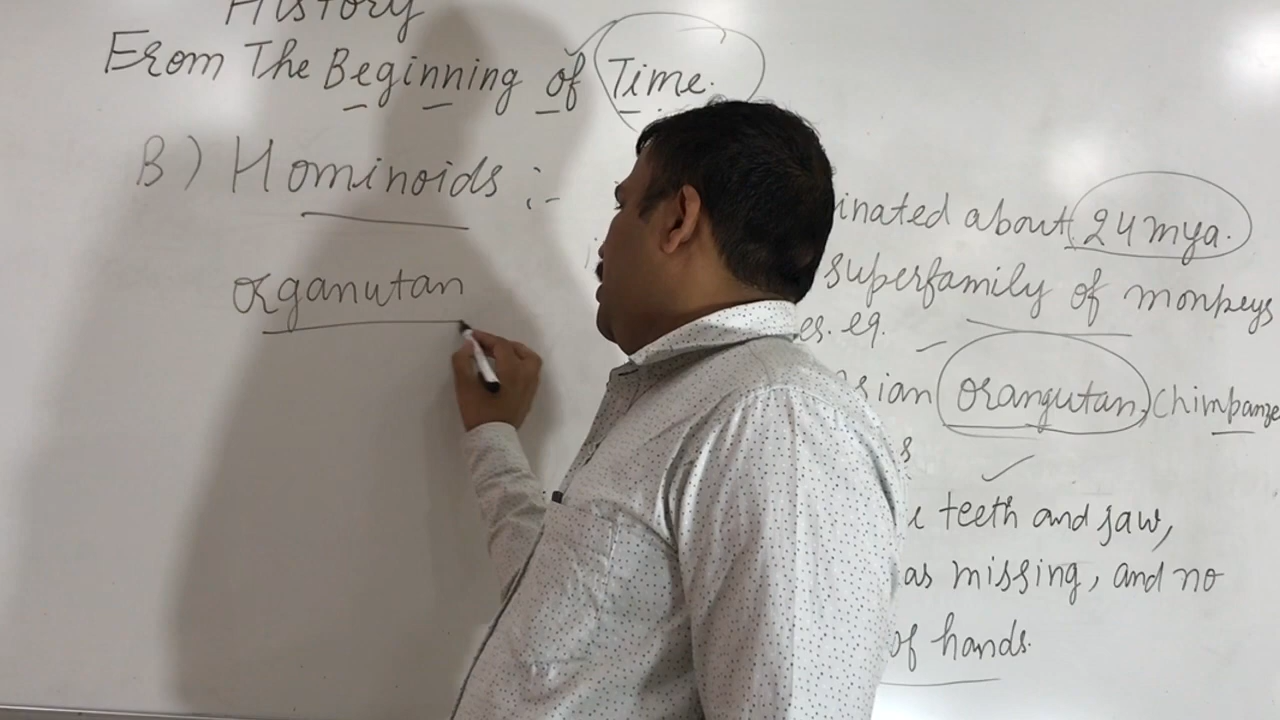 History
From The Beginning of Time.
B) Hominoids :-
organutan
inated about 24 mya.
superfamily of monkeys
es. eg.
sian orangutan, Chimpanze
s
e teeth and jaw,
as missing, and no
of hands.